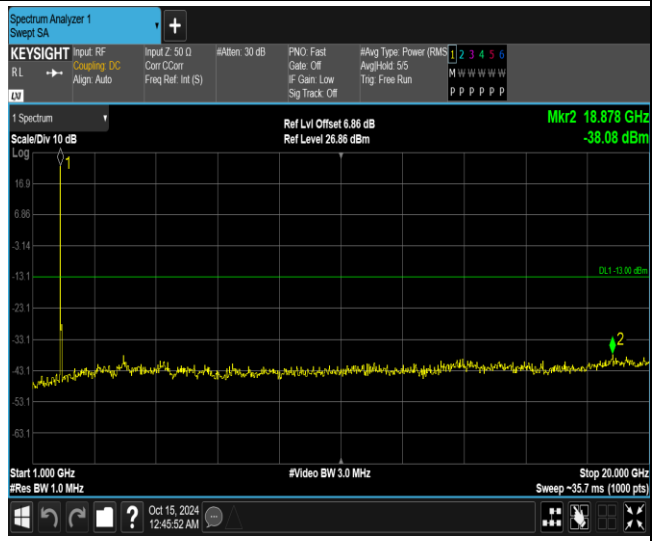 Spectrum Analyzer 1
Swept SA
+
KEYSIGHT Input: RF Input Z: 50 Ω #Atten: 30 dB PNO: Fast #Avg Type: Power (RMS 1 2 3 4 5 6
RL Coupling: DC Corr CCorr Gate: Off Avg|Hold: 5/5 M W W W W W
Align: Auto Freq Ref: Int (S) IF Gain: Low Trig: Free Run
LXI Sig Track: Off P P P P P P
1 Spectrum Ref Lvl Offset 6.86 dB Mkr2 18.878 GHz
Scale/Div 10 dB Ref Level 26.86 dBm -38.08 dBm
Log
1
16.9
6.86
-3.14
-13.1 DL1 -13.00 dBm
-23.1
-33.1
2
-43.1
-53.1
-63.1
Start 1.000 GHz #Video BW 3.0 MHz Stop 20.000 GHz
#Res BW 1.0 MHz Sweep ~35.7 ms (1000 pts)
? Oct 15, 2024
12:45:52 AM